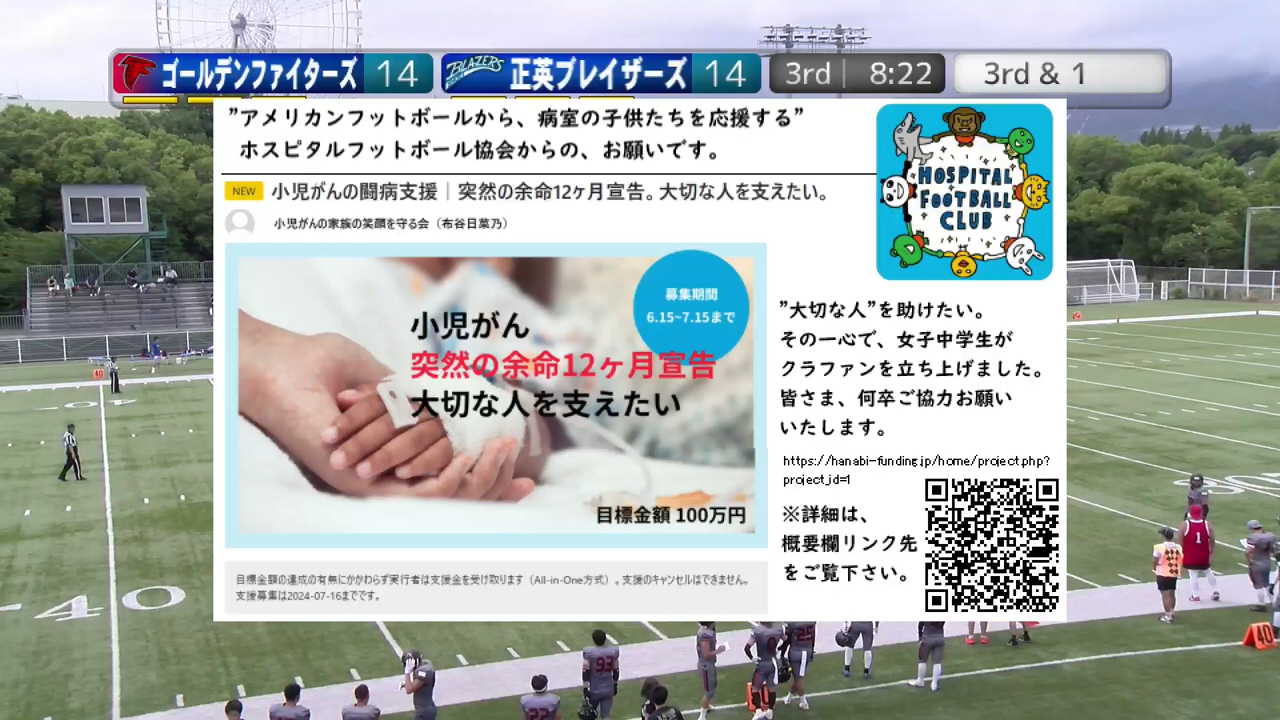 ゴールデンファイターズ 14 BLAZERS 正英ブレイザーズ 14 3rd 8:22 3rd & 1
”アメリカンフットボールから、病室の子供たちを応援する”
ホスピタルフットボール協会からの、お願いです。
NEW 小児がんの闘病支援｜突然の余命12ヶ月宣告。大切な人を支えたい。
小児がんの家族の笑顔を守る会（布谷日菜乃）
HOSPITAL
FOOTBALL
CLUB
募集期間
6.15~7.15まで
小児がん
突然の余命12ヶ月宣告
大切な人を支えたい
目標金額 100万円
”大切な人”を助けたい。
その一心で、女子中学生が
クラファンを立ち上げました。
皆さま、何卒ご協力お願い
いたします。
https://hanabi-funding.jp/home/project.php?
project_id=1
※詳細は、
概要欄リンク先
をご覧下さい。
目標金額の達成の有無にかかわらず実行者は支援金を受け取ります（All-in-One方式）。支援のキャンセルはできません。
支援募集は2024-07-16までです。
40
40
93
25
22
1